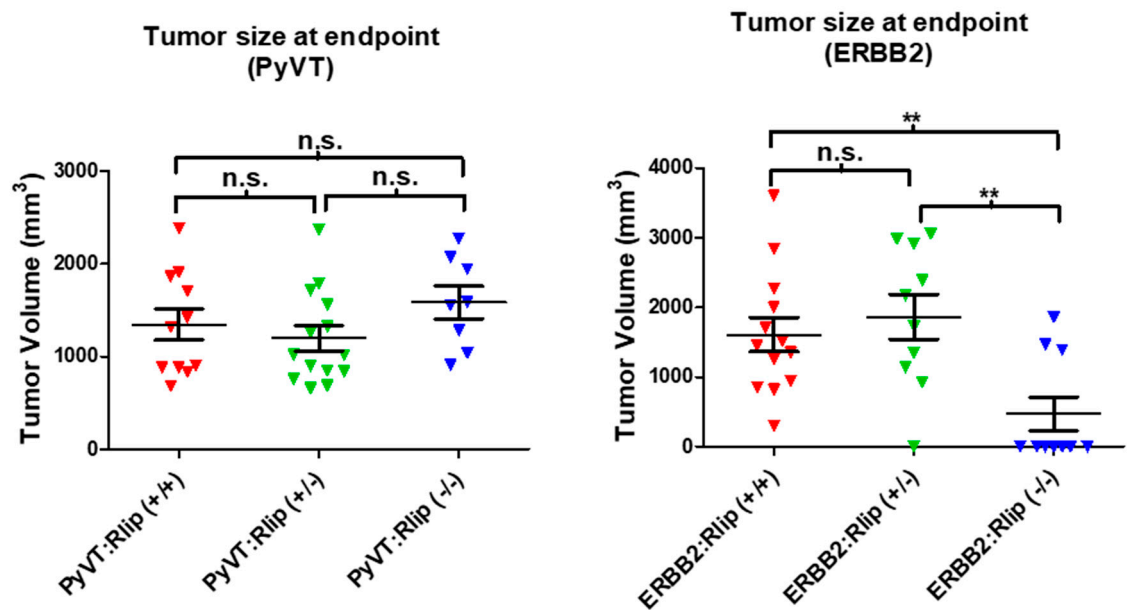 Tumor size at endpoint
(PyVT)
n.s.
n.s.
n.s.
3000
2000
1000
0
Tumor Volume (mm³)
PyVT:Rlip (+/+)
PyVT:Rlip (+/-)
PyVT:Rlip (-/-)
Tumor size at endpoint
(ERBB2)
**
n.s.
**
4000
3000
2000
1000
0
Tumor Volume (mm³)
ERBB2:Rlip (+/+)
ERBB2:Rlip (+/-)
ERBB2:Rlip (-/-)